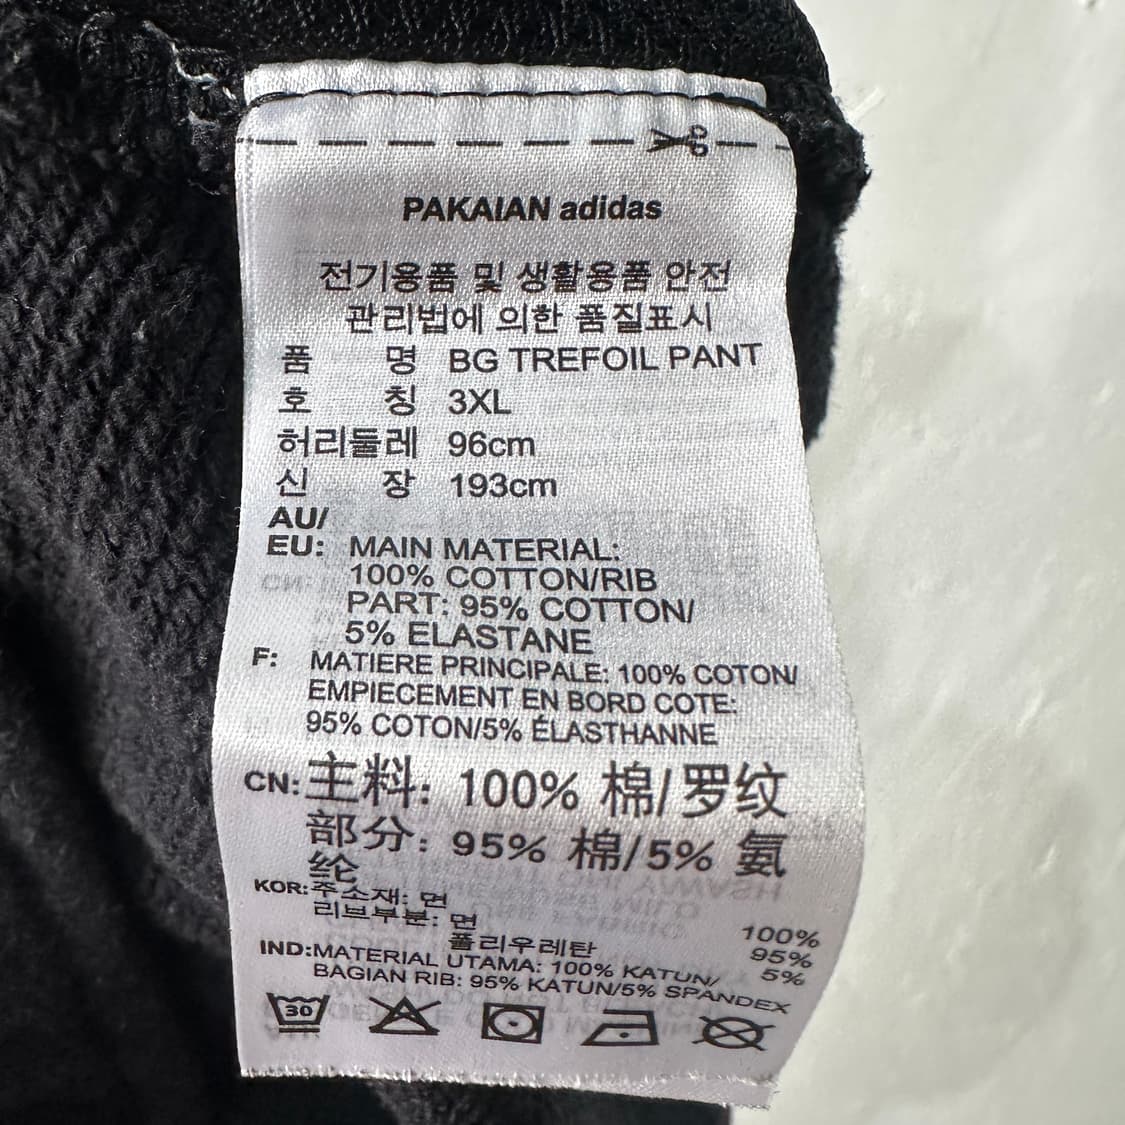 PAKAIAN adidas
전기용품 및 생활용품 안전
관리법에 의한 품질표시
품 명 BG TREFOIL PANT
호 칭 3XL
허리둘레 96cm
신 장 193cm
AU/
EU: MAIN MATERIAL:
100% COTTON/RIB
PART: 95% COTTON/
5% ELASTANE
F: MATIERE PRINCIPALE: 100% COTON/
EMPIECEMENT EN BORD COTE:
95% COTON/5% ÉLASTHANNE
CN: 主料: 100% 棉/罗纹
部分: 95% 棉/5% 氨
纶
KOR: 주소재: 면 100%
리브부분: 면 95%
폴리우레탄 5%
IND: MATERIAL UTAMA: 100% KATUN/
BAGIAN RIB: 95% KATUN/5% SPANDEX
30